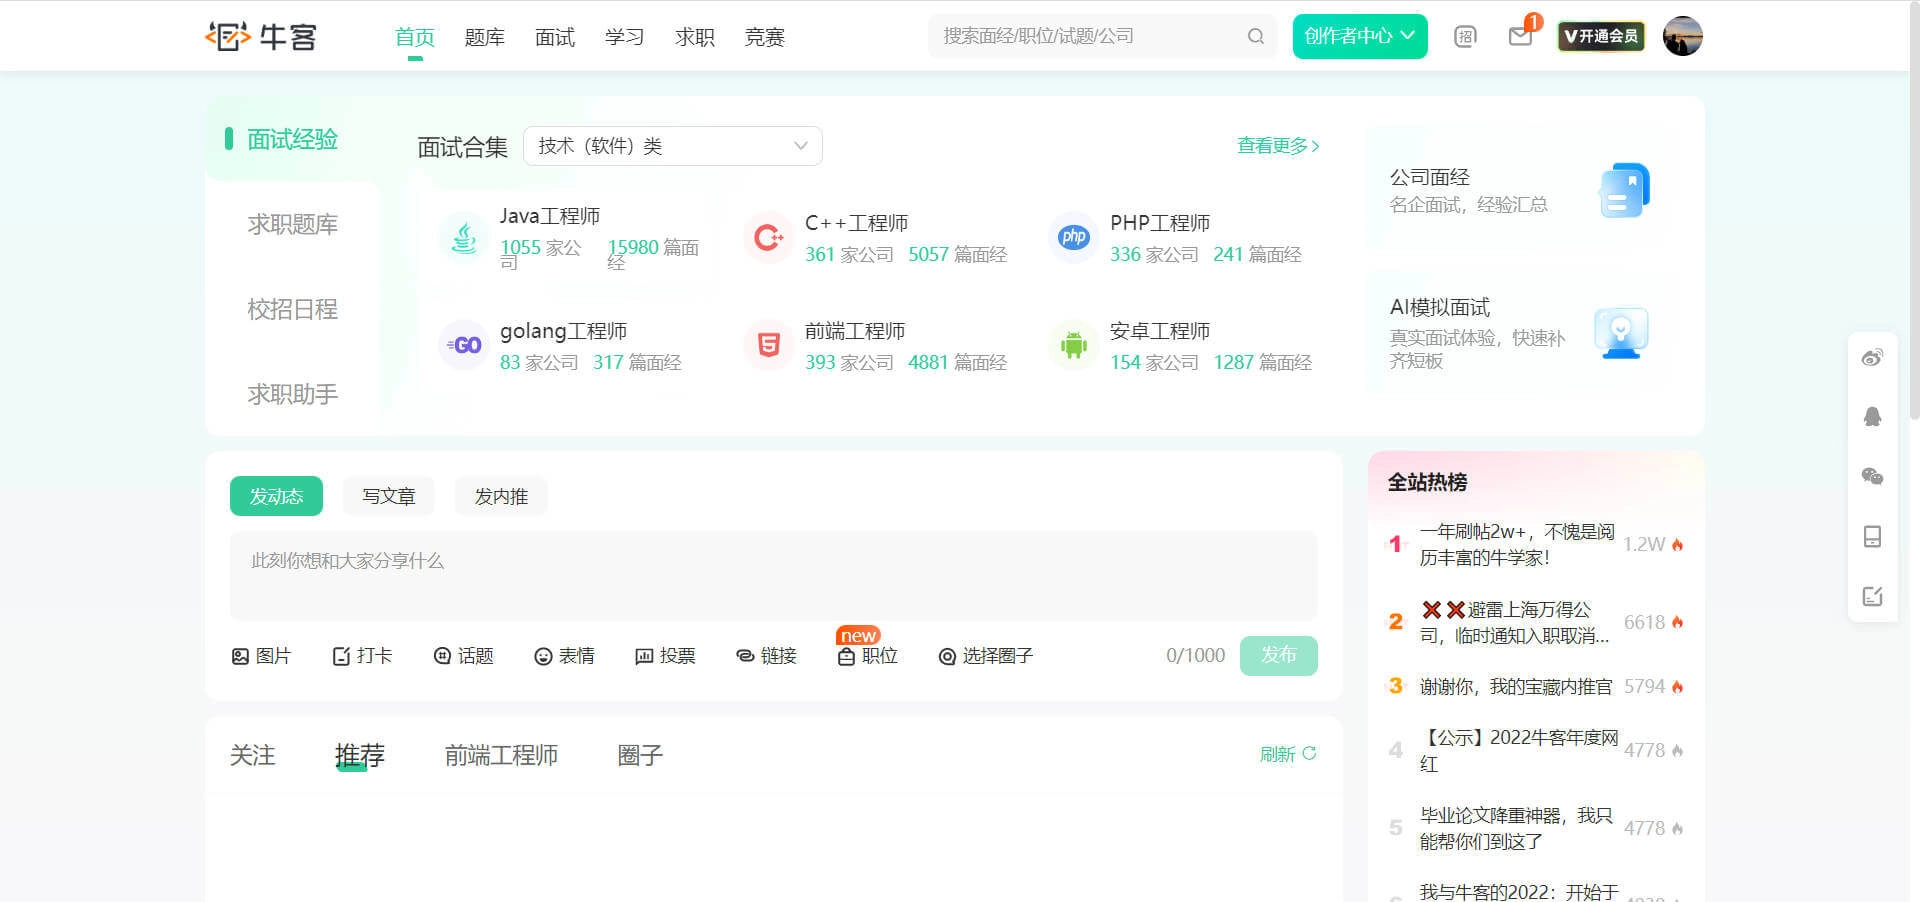 牛客
首页 题库 面试 学习 求职 竞赛
搜索面经/职位/试题/公司
创作者中心
招
1
V开通会员
面试经验
求职题库
校招日程
求职助手
面试合集 技术（软件）类
查看更多>
Java工程师
1055 家公司 15980 篇面经
C++工程师
361 家公司 5057 篇面经
php
PHP工程师
336 家公司 241 篇面经
GO
golang工程师
83 家公司 317 篇面经
前端工程师
393 家公司 4881 篇面经
安卓工程师
154 家公司 1287 篇面经
公司面经
名企面试，经验汇总
AI模拟面试
真实面试体验，快速补
齐短板
发动态 写文章 发内推
此刻你想和大家分享什么
new
图片 打卡 话题 表情 投票 链接 职位 选择圈子 0/1000 发布
关注 推荐 前端工程师 圈子 刷新
全站热榜
1 一年刷帖2w+，不愧是阅
历丰富的牛学家！ 1.2W
2 ❌❌避雷上海万得公
司，临时通知入职取消... 6618
3 谢谢你，我的宝藏内推官 5794
4 【公示】2022牛客年度网
红 4778
5 毕业论文降重神器，我只
能帮你们到这了 4778
我与牛客的2022：开始于